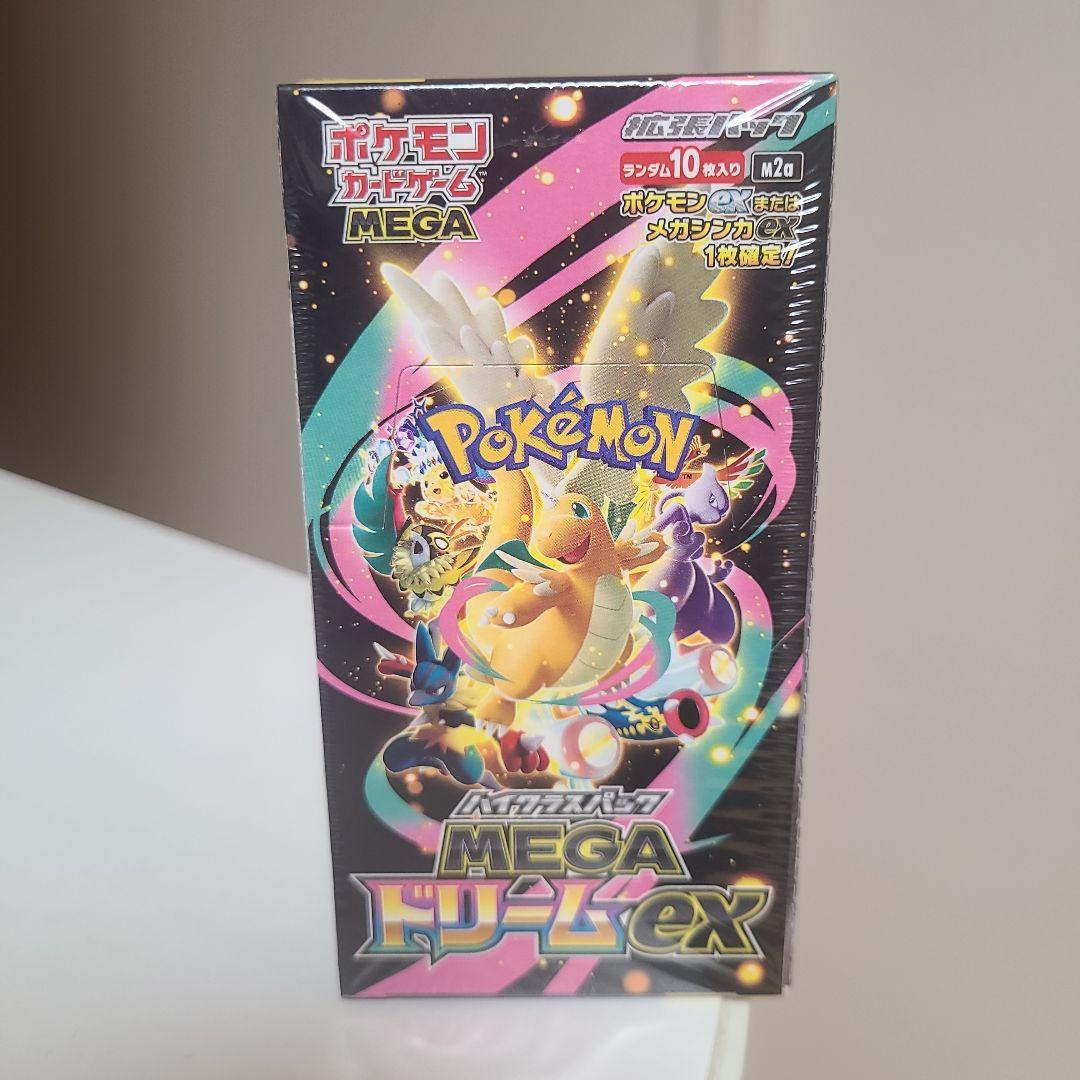 ポケモン
カードゲーム™
MEGA
拡張パック
ランダム10枚入り M2a
ポケモンexまたは
メガシンカex
1枚確定!
POKÉMON™
ハイクラスパック
MEGA
ドリームex